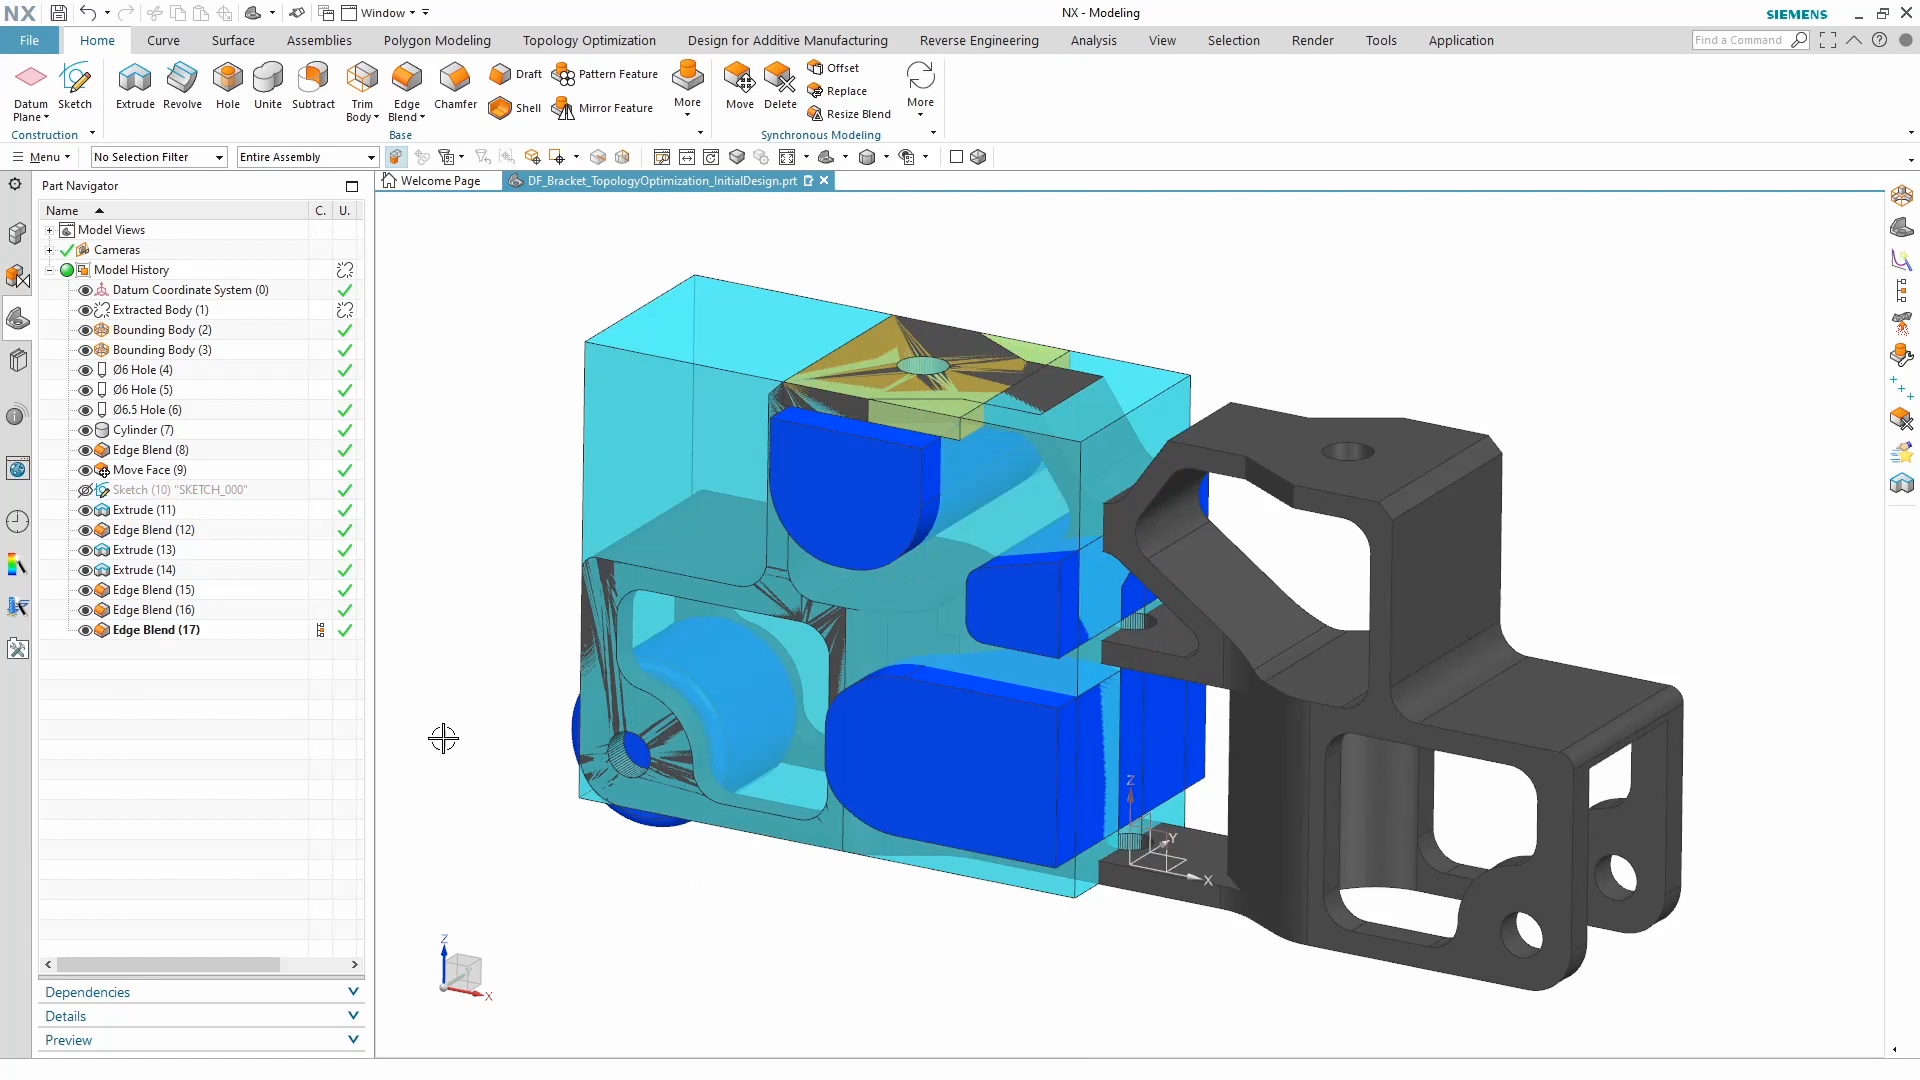 NX
Window
NX - Modeling
SIEMENS
File
Home
Curve
Surface
Assemblies
Polygon Modeling
Topology Optimization
Design for Additive Manufacturing
Reverse Engineering
Analysis
View
Selection
Render
Tools
Application
Find a Command
Datum Plane
Sketch
Extrude
Revolve
Hole
Unite
Subtract
Trim Body
Edge Blend
Chamfer
Draft
Shell
Pattern Feature
Mirror Feature
More
Move
Delete
Offset
Replace
Resize Blend
More
Construction
Base
Synchronous Modeling
Menu
No Selection Filter
Entire Assembly
Part Navigator
Welcome Page
DF_Bracket_TopologyOptimization_InitialDesign.prt
Name
C.
U.
Model Views
Cameras
Model History
Datum Coordinate System (0)
Extracted Body (1)
Bounding Body (2)
Bounding Body (3)
Ø6 Hole (4)
Ø6 Hole (5)
Ø6.5 Hole (6)
Cylinder (7)
Edge Blend (8)
Move Face (9)
Sketch (10) "SKETCH_000"
Extrude (11)
Edge Blend (12)
Extrude (13)
Extrude (14)
Edge Blend (15)
Edge Blend (16)
Edge Blend (17)
Dependencies
Details
Preview
Z
Y
X
Z
X